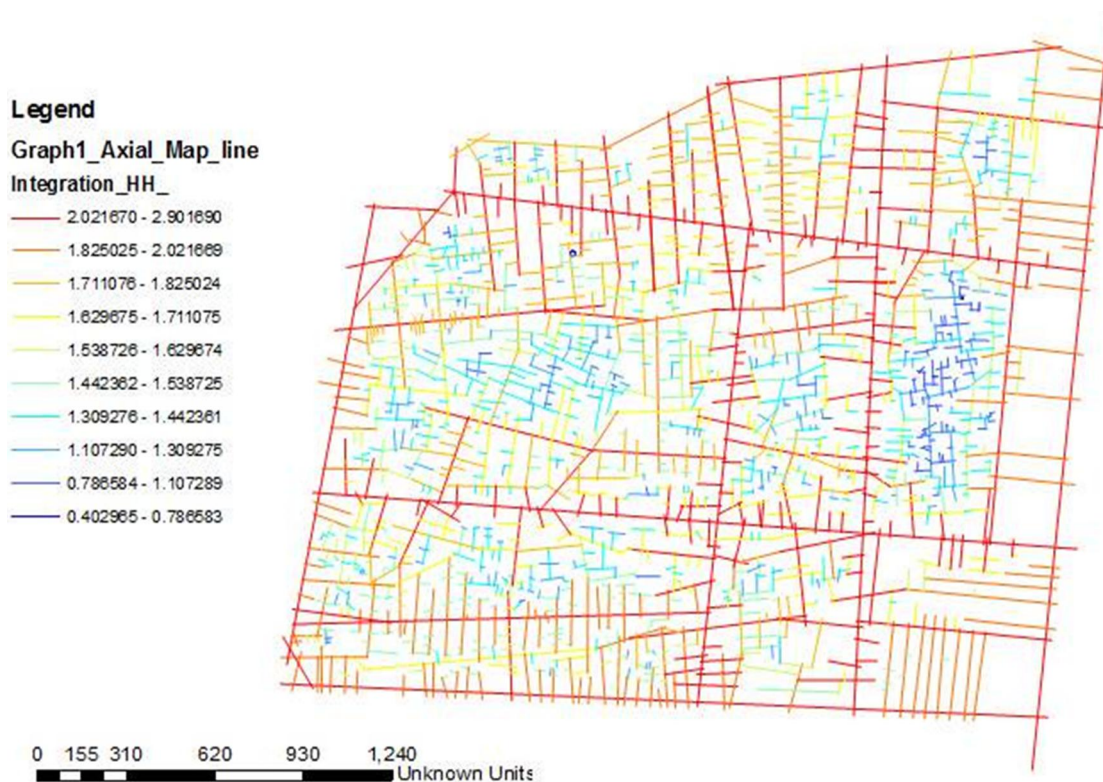 Legend
Graph1_Axial_Map_line
Integration_HH_
2.021670 - 2.901690
1.825025 - 2.021669
1.711076 - 1.825024
1.629675 - 1.711075
1.538726 - 1.629674
1.442362 - 1.538725
1.309276 - 1.442361
1.107290 - 1.309275
0.786584 - 1.107289
0.402965 - 0.786583
0 155 310 620 930 1,240
Unknown Units